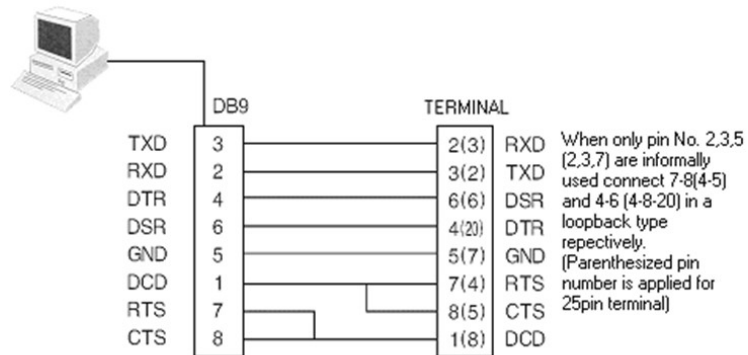 DB9 TERMINAL
TXD 3 2(3) RXD
RXD 2 3(2) TXD
DTR 4 6(6) DSR
DSR 6 4(20) DTR
GND 5 5(7) GND
DCD 1 7(4) RTS
RTS 7 8(5) CTS
CTS 8 1(8) DCD
When only pin No. 2,3,5
(2,3,7) are informally
used connect 7-8(4-5)
and 4-6 (4-8-20) in a
loopback type
repectively.
(Parenthesized pin
number is applied for
25pin terminal)